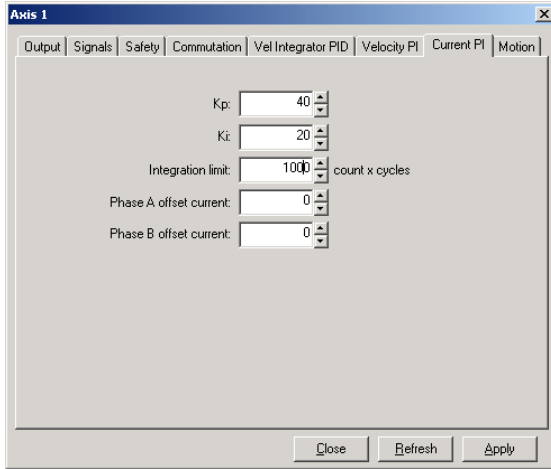 Axis 1
Output Signals Safety Commutation Vel Integrator PID Velocity PI Current PI Motion
Kp: 40
Ki: 20
Integration limit: 1000 count x cycles
Phase A offset current: 0
Phase B offset current: 0
Close Refresh Apply